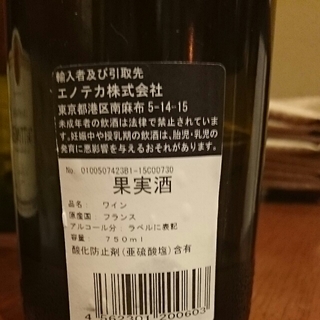 輸入者及び引取先
エノテカ株式会社
東京都港区南麻布 5-14-15
未成年者の飲酒は法律で禁止されています。
妊娠中や授乳期の飲酒は、胎児・乳児の
発育に悪影響を与えるおそれがあります。
No. 0100507423B1-15C00730
果実酒
品名: ワイン
原産国: フランス
アルコール分: ラベルに表記
容量: 750ml
酸化防止剤(亜硫酸塩)含有
4 562301 200603